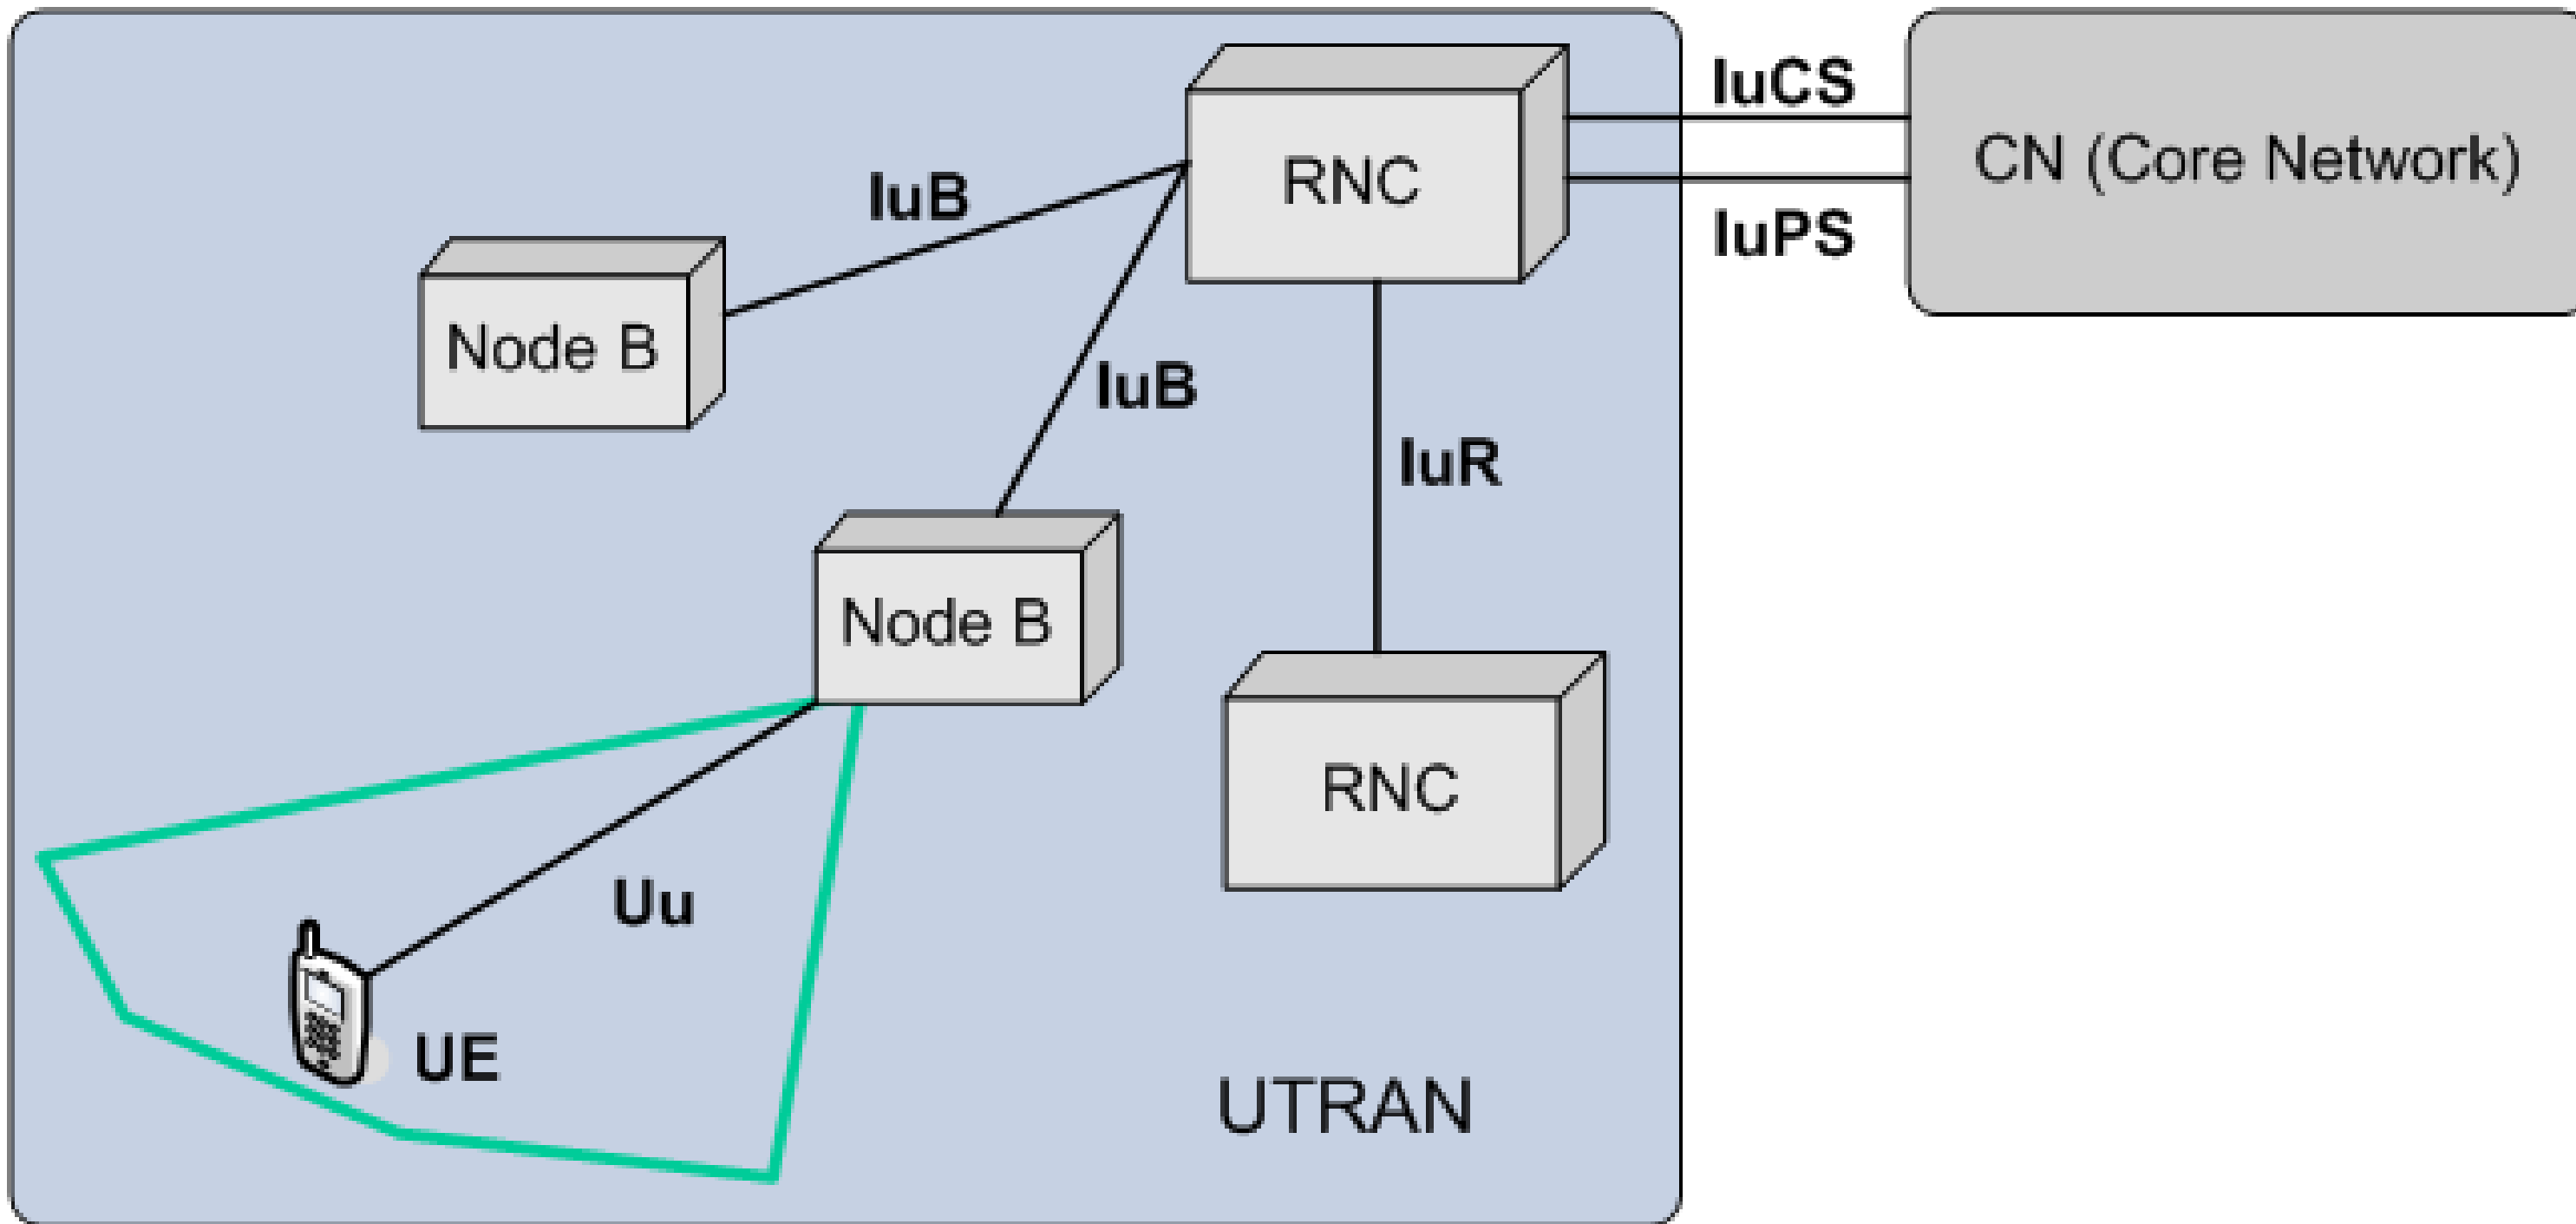 IuCS
RNC
CN (Core Network)
IuB
IuPS
Node B
IuB
IuR
Node B
RNC
Uu
UE
UTRAN